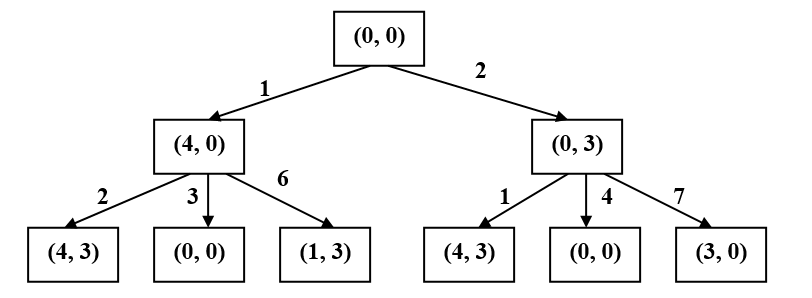 (0, 0)
1 2
(4, 0) (0, 3)
2 3 6 1 4 7
(4, 3) (0, 0) (1, 3) (4, 3) (0, 0) (3, 0)